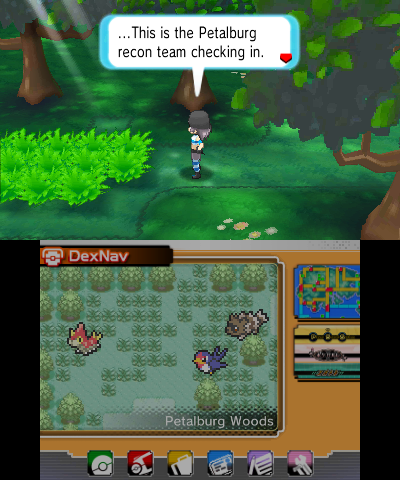 ...This is the Petalburg
recon team checking in.
DexNav
Petalburg Woods